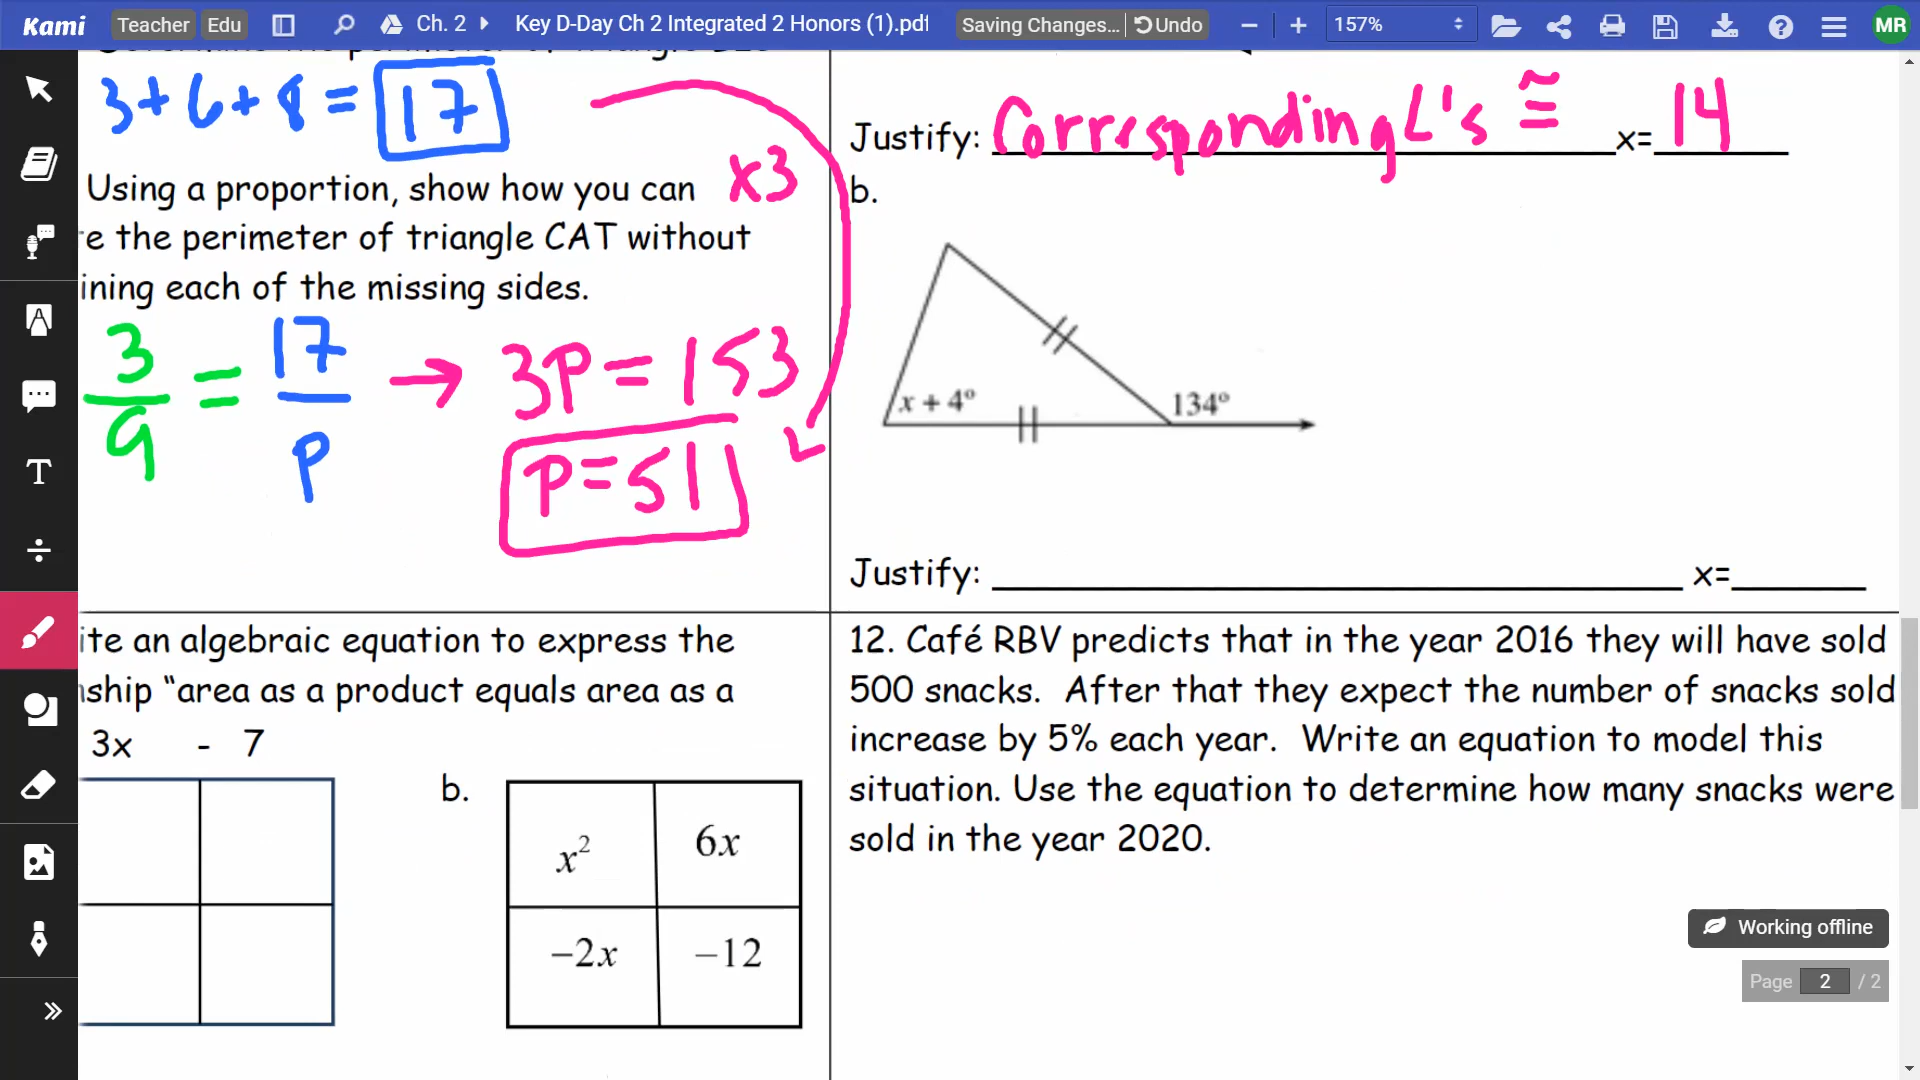 Kami Teacher Edu Ch. 2 Key D-Day Ch 2 Integrated 2 Honors (1).pdf Saving Changes... Undo 157% MR
3+6+8=17
Using a proportion, show how you can
e the perimeter of triangle CAT without
ining each of the missing sides.
x3
3/9 = 17/P → 3P=153
P=51
Justify: Corresponding L's ≅ x=14
b.
x + 4°
134°
Justify: x=
ite an algebraic equation to express the
ship “area as a product equals area as a
3x - 7
b.
x² 6x
−2x −12
12. Café RBV predicts that in the year 2016 they will have sold
500 snacks. After that they expect the number of snacks sold
increase by 5% each year. Write an equation to model this
situation. Use the equation to determine how many snacks were
sold in the year 2020.
Working offline
Page 2 / 2